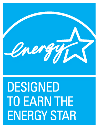 energy
DESIGNED
TO EARN THE
ENERGY STAR